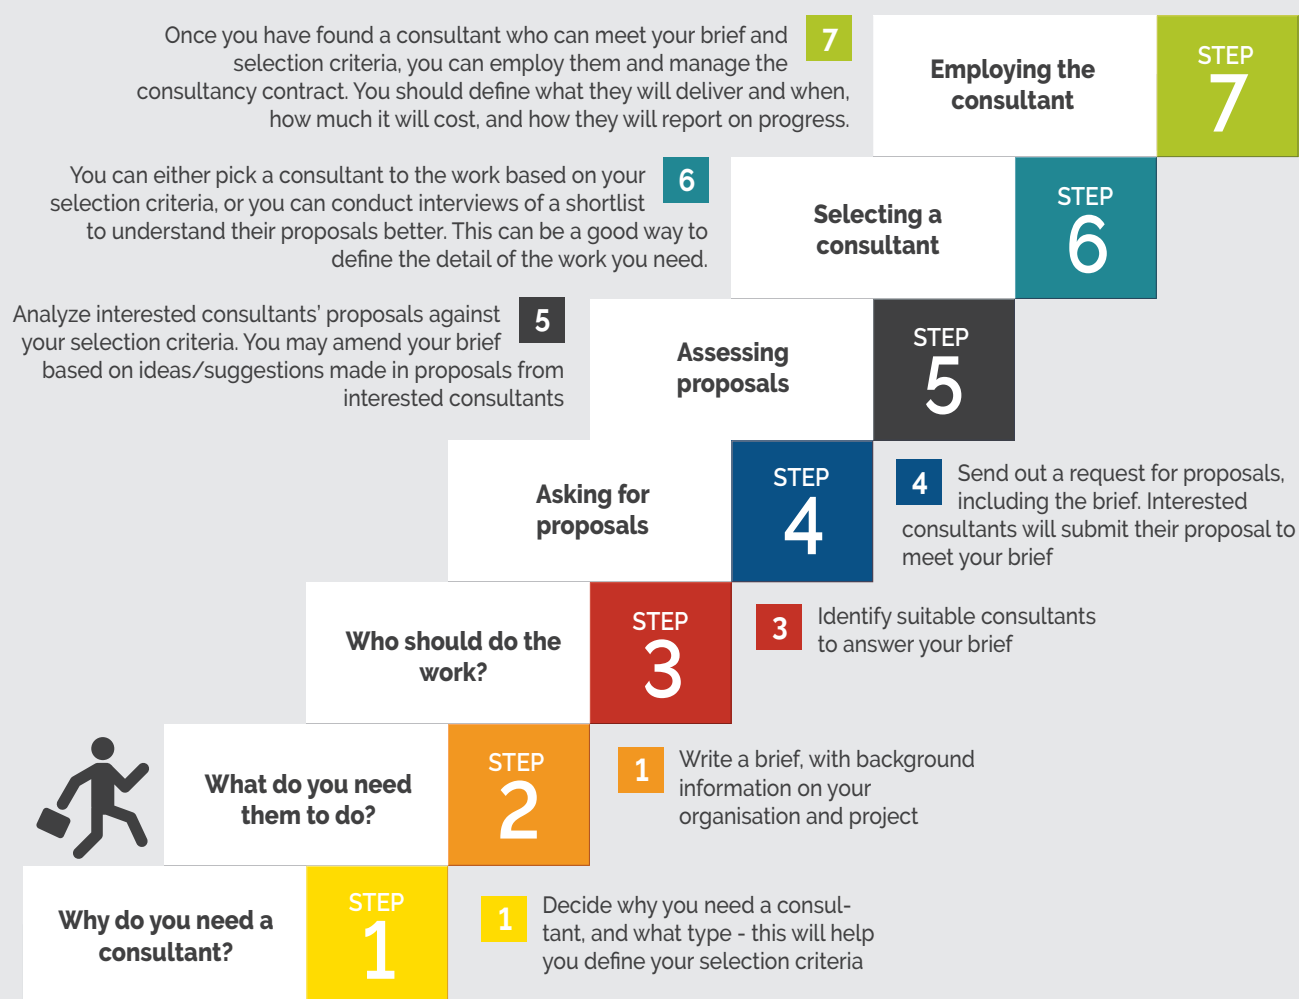 Once you have found a consultant who can meet your brief and
selection criteria, you can employ them and manage the
consultancy contract. You should define what they will deliver and when,
how much it will cost, and how they will report on progress.
7
Employing the
consultant
STEP
7
You can either pick a consultant to the work based on your
selection criteria, or you can conduct interviews of a shortlist
to understand their proposals better. This can be a good way to
define the detail of the work you need.
6
Selecting a
consultant
STEP
6
Analyze interested consultants' proposals against
your selection criteria. You may amend your brief
based on ideas/suggestions made in proposals from
interested consultants
5
Assessing
proposals
STEP
5
Asking for
proposals
STEP
4
4
Send out a request for proposals,
including the brief. Interested
consultants will submit their proposal to
meet your brief
Who should do the
work?
STEP
3
3
Identify suitable consultants
to answer your brief
What do you need
them to do?
STEP
2
1
Write a brief, with background
information on your
organisation and project
Why do you need a
consultant?
STEP
1
1
Decide why you need a consul-
tant, and what type - this will help
you define your selection criteria